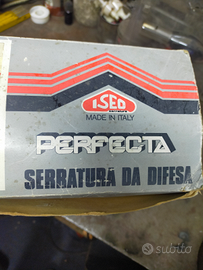 ISEO
MADE IN ITALY
PERFECTA
SERRATURA DA DIFESA
subito